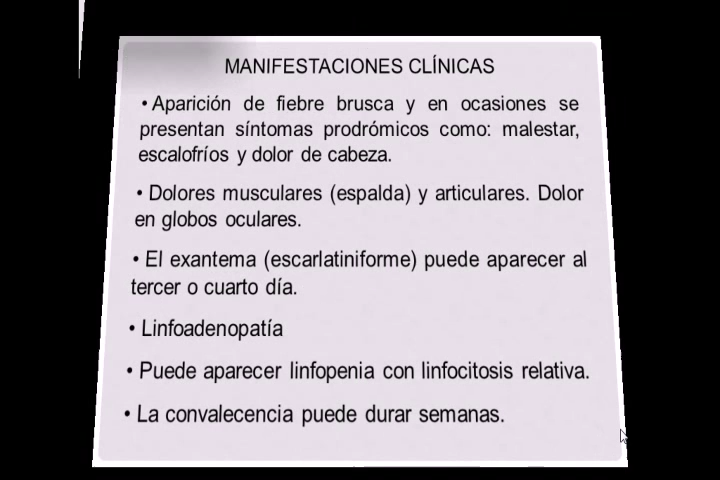 MANIFESTACIONES CLÍNICAS
• Aparición de fiebre brusca y en ocasiones se
presentan síntomas prodrómicos como: malestar,
escalofríos y dolor de cabeza.
• Dolores musculares (espalda) y articulares. Dolor
en globos oculares.
• El exantema (escarlatiniforme) puede aparecer al
tercer o cuarto día.
• Linfoadenopatía
• Puede aparecer linfopenia con linfocitosis relativa.
• La convalecencia puede durar semanas.